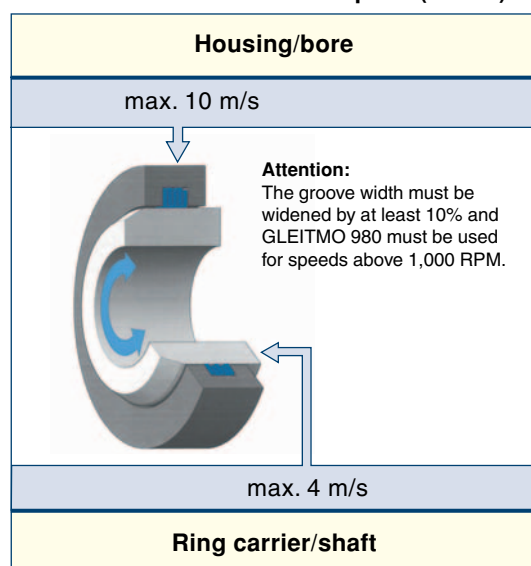 Housing/bore
max. 10 m/s
Attention:
The groove width must be
widened by at least 10% and
GLEITMO 980 must be used
for speeds above 1,000 RPM.
max. 4 m/s
Ring carrier/shaft